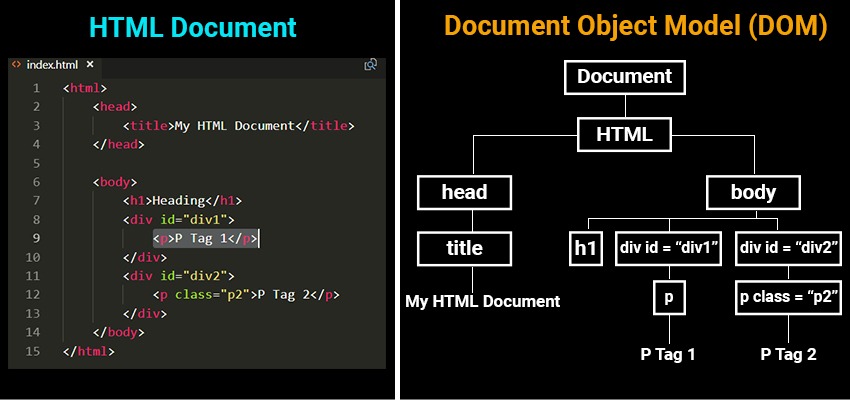 HTML Document
index.html ×
1 <html>
2 <head>
3 <title>My HTML Document</title>
4 </head>
5
6 <body>
7 <h1>Heading</h1>
8 <div id="div1">
9 <p>P Tag 1</p>
10 </div>
11 <div id="div2">
12 <p class="p2">P Tag 2</p>
13 </div>
14 </body>
15 </html>
Document Object Model (DOM)
Document
HTML
head body
title h1 div id = “div1” div id = “div2”
My HTML Document p p class = “p2”
P Tag 1 P Tag 2